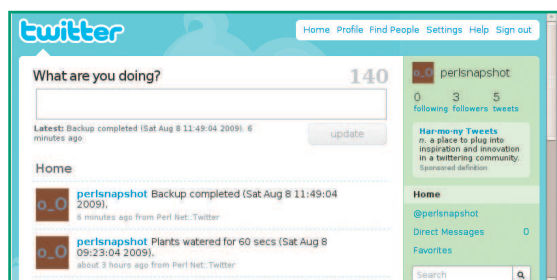 twitter
Home Profile Find People Settings Help Sign out
What are you doing?
140
Latest: Backup completed (Sat Aug 8 11:49:04 2009). 6
minutes ago
update
Home
o_O
perlsnapshot Backup completed (Sat Aug 8 11:49:04
2009).
6 minutes ago from Perl Net::Twitter
o_O
perlsnapshot Plants watered for 60 secs (Sat Aug 8
09:23:04 2009).
about 3 hours ago from Perl Net::Twitter
o_O perlsnapshot
0 3 5
following followers tweets
Har·mo·ny Tweets
n. a place to plug into
inspiration and innovation
in a twittering community.
Sponsored definition
Home
@perlsnapshot
Direct Messages 0
Favorites
Search